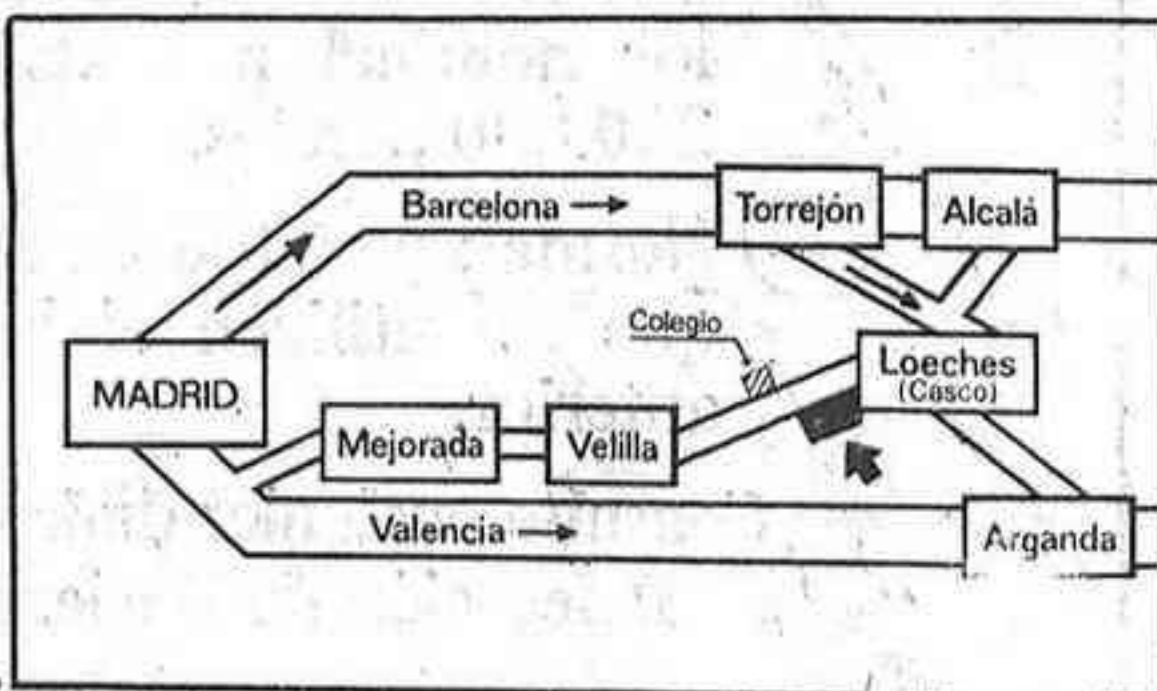 Barcelona →
Torrejón
Alcalá
Colegio
MADRID
Loeches
(Casco)
Mejorada
Velilla
Valencia →
Arganda